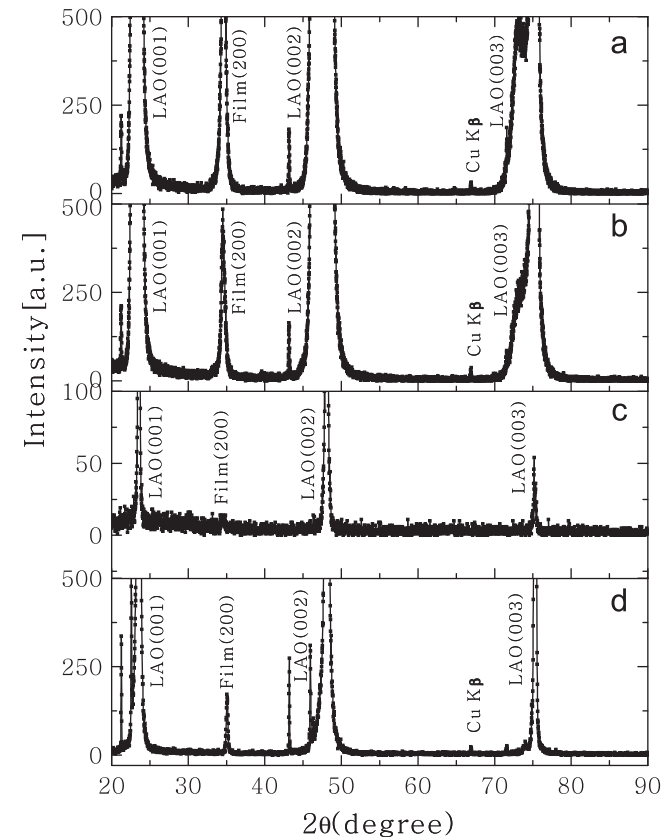 Intensity[a.u.]
500
250
0
LAO(001)
Film(200)
LAO(002)
Cu Kβ
LAO(003)
a
500
250
0
LAO(001)
Film(200)
LAO(002)
Cu Kβ
LAO(003)
b
100
50
0
LAO(001)
Film(200)
LAO(002)
LAO(003)
c
500
250
0
LAO(001)
Film(200)
LAO(002)
Cu Kβ
LAO(003)
d
20 30 40 50 60 70 80 90
2θ(degree)